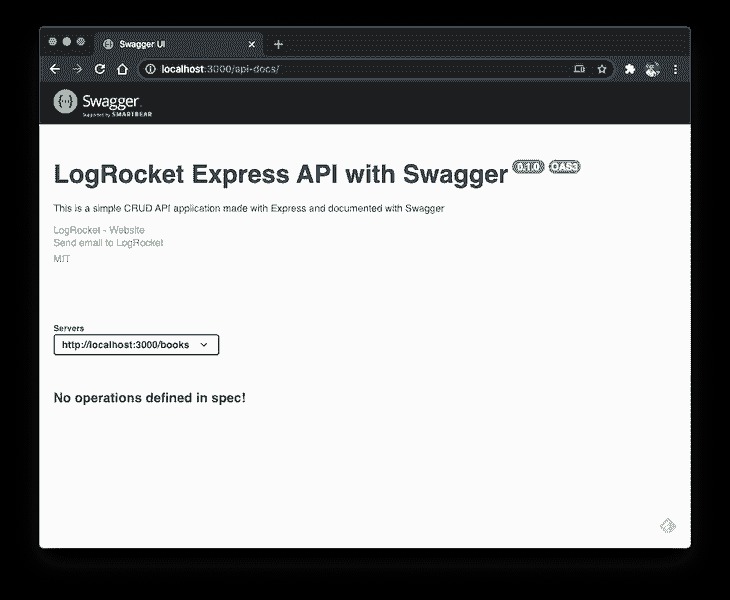 Swagger UI
localhost:3000/api-docs/
Swagger
Supported by SMARTBEAR
LogRocket Express API with Swagger 0.1.0 OAS3
This is a simple CRUD API application made with Express and documented with Swagger
LogRocket - Website
Send email to LogRocket
MIT
Servers
http://localhost:3000/books
No operations defined in spec!